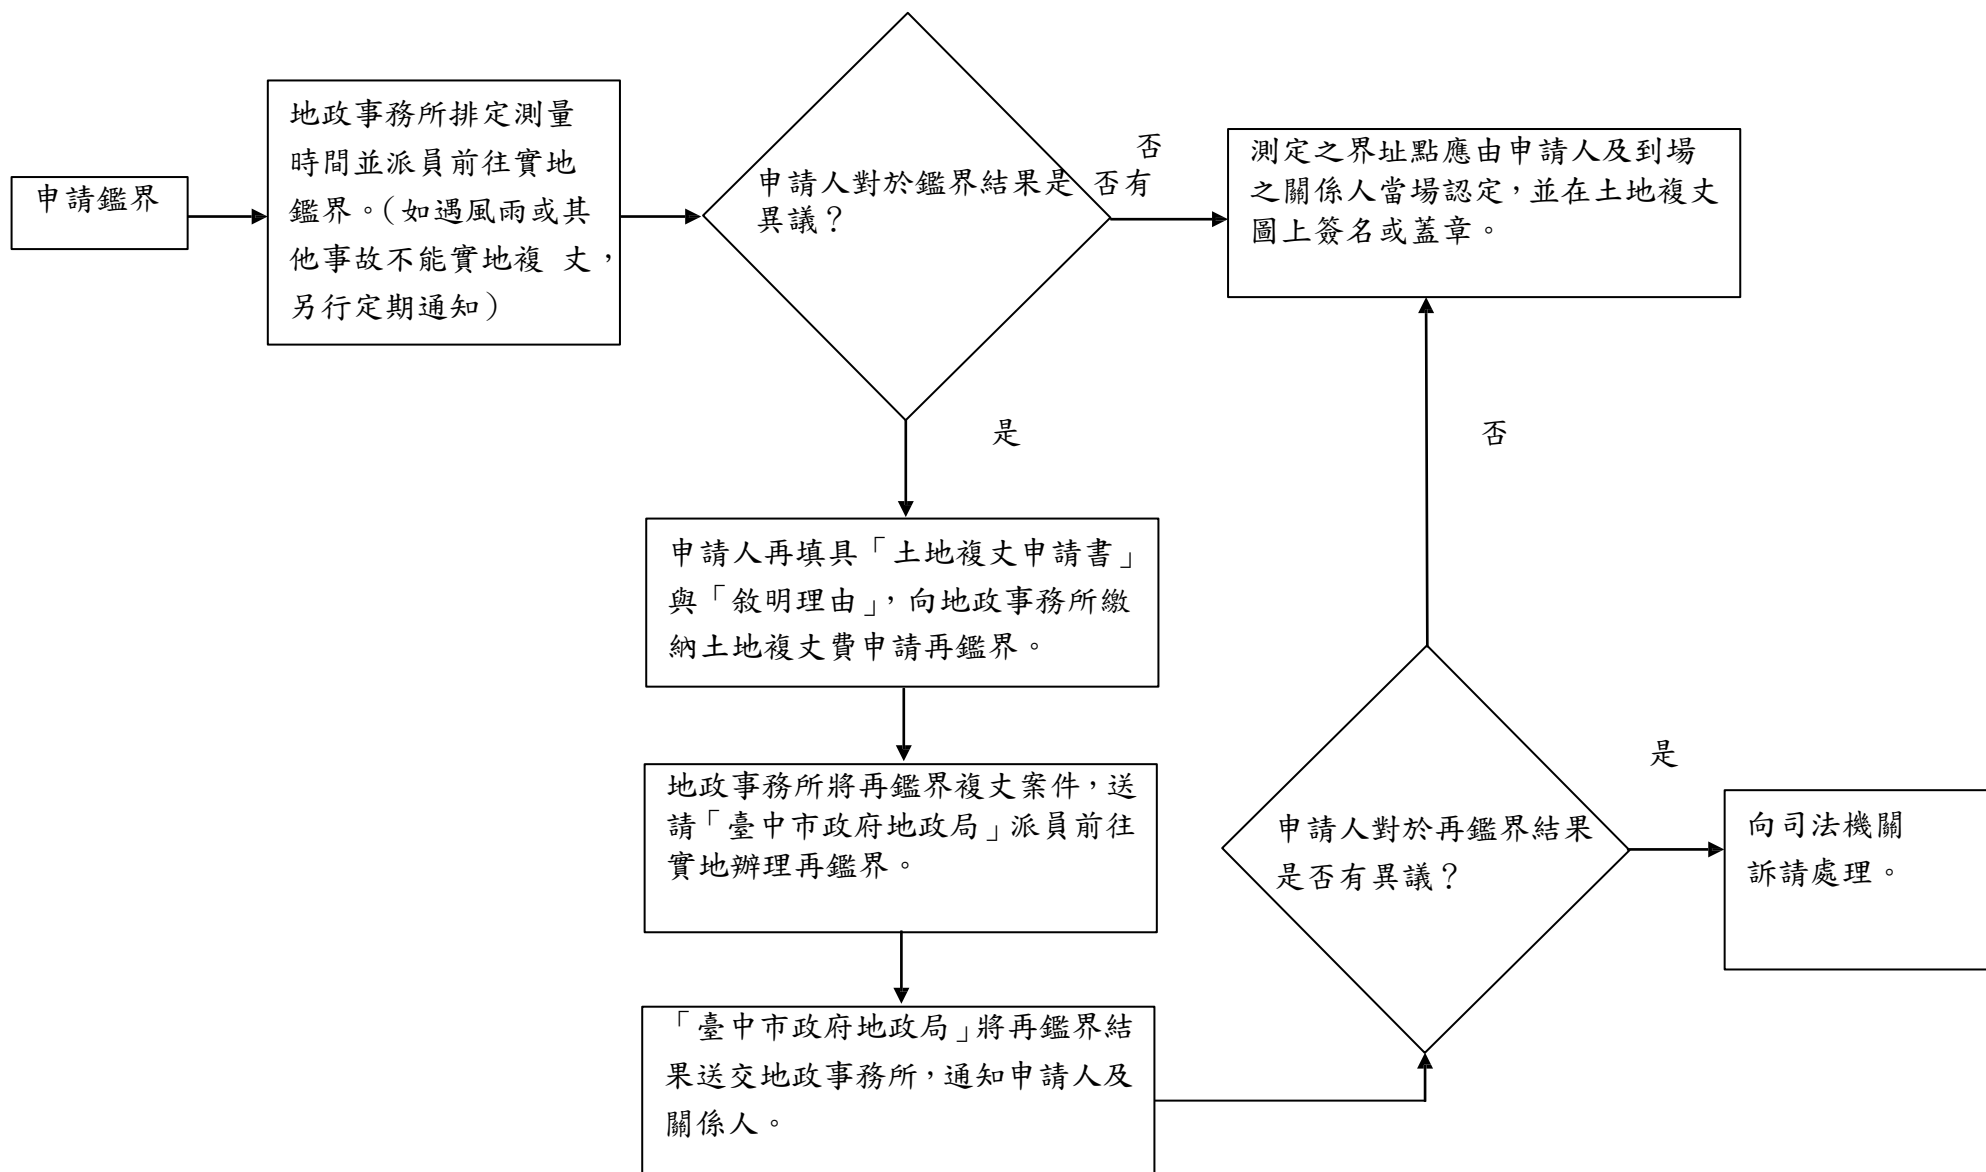 申請鑑界
地政事務所排定測量
時間並派員前往實地
鑑界。（如遇風雨或其
他事故不能實地複 丈，
另行定期通知）
申請人對於鑑界結果是 否有
異議？
否
測定之界址點應由申請人及到場
之關係人當場認定，並在土地複丈
圖上簽名或蓋章。
是
否
申請人再填具「土地複丈申請書」
與「敘明理由」，向地政事務所繳
納土地複丈費申請再鑑界。
地政事務所將再鑑界複丈案件，送
請「臺中市政府地政局」派員前往
實地辦理再鑑界。
「臺中市政府地政局」將再鑑界結
果送交地政事務所，通知申請人及
關係人。
申請人對於再鑑界結果
是否有異議？
是
向司法機關
訴請處理。